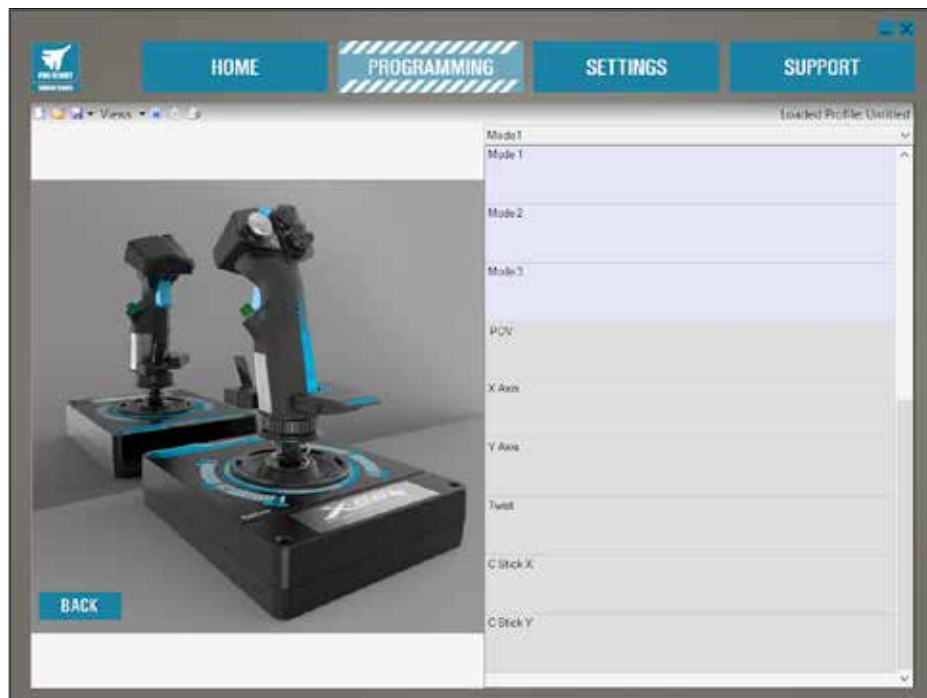 HOME
PROGRAMMING
SETTINGS
SUPPORT
Views
Loaded Profile: Untitled
Mode1
Mode 1
Mode 2
Mode 3
POV
X Axis
Y Axis
Twist
C Stick X
C Stick Y
BACK